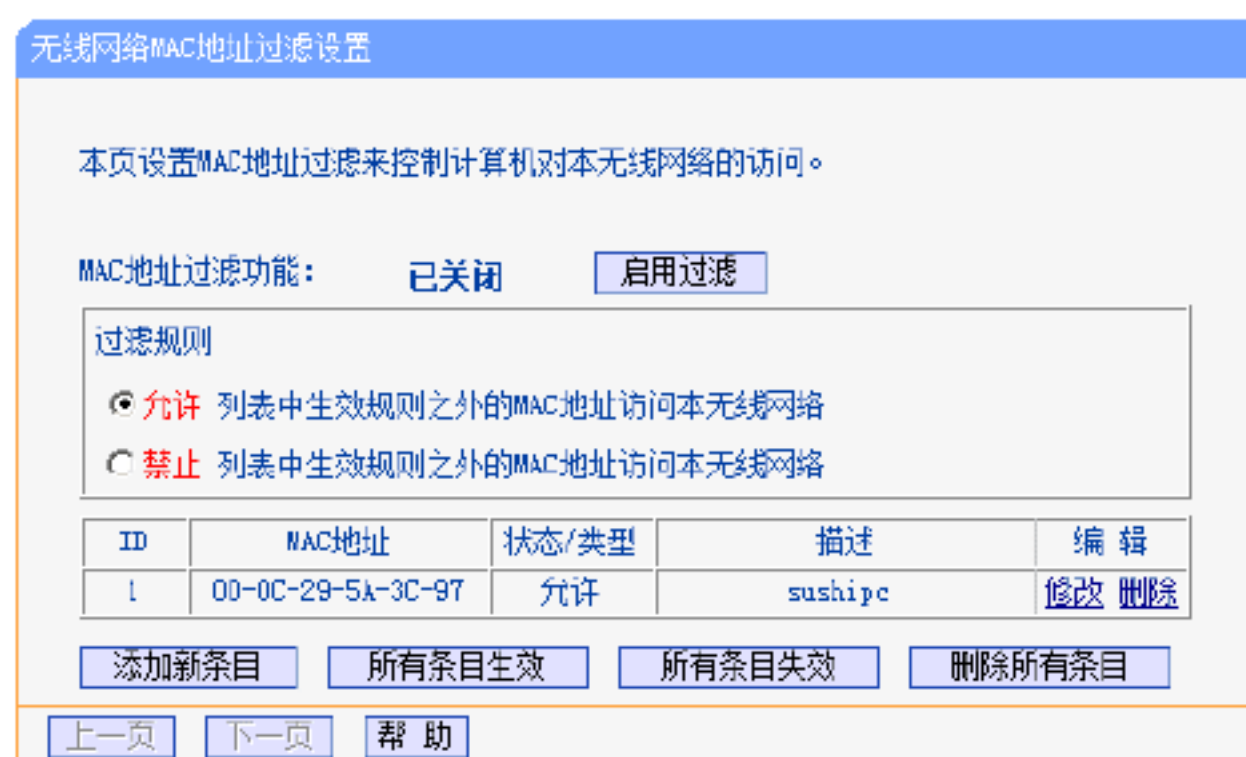 无线网络MAC地址过滤设置
本页设置MAC地址过滤来控制计算机对本无线网络的访问。
MAC地址过滤功能： 已关闭 启用过滤
过滤规则
允许 列表中生效规则之外的MAC地址访问本无线网络
禁止 列表中生效规则之外的MAC地址访问本无线网络
ID MAC地址 状态/类型 描述 编 辑
1 00-0C-29-5A-3C-97 允许 sushipc 修改 删除
添加新条目 所有条目生效 所有条目失效 删除所有条目
上一页 下一页 帮 助